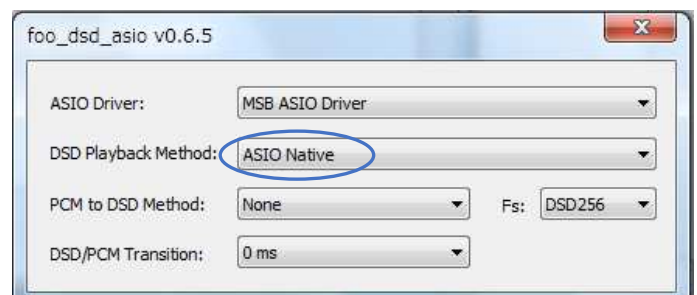 foo_dsd_asio v0.6.5
ASIO Driver: MSB ASIO Driver
DSD Playback Method: ASIO Native
PCM to DSD Method: None Fs: DSD256
DSD/PCM Transition: 0 ms